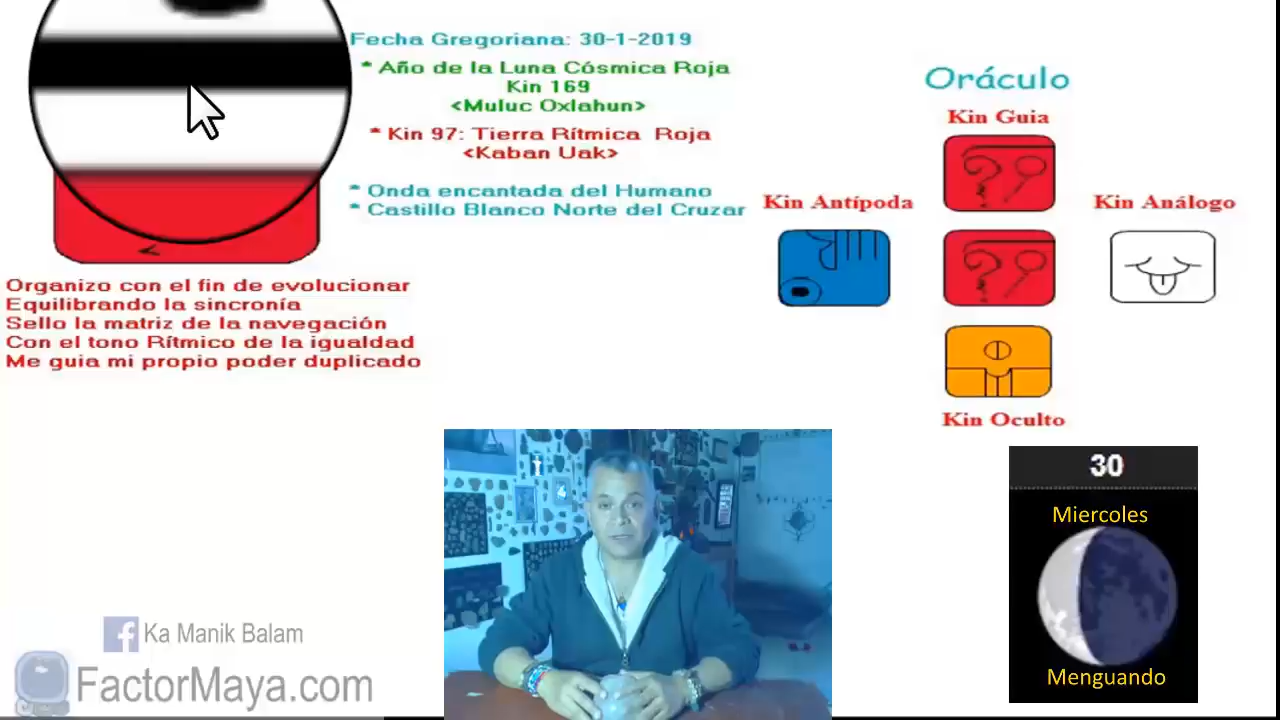 Fecha Gregoriana: 30-1-2019
* Año de la Luna Cósmica Roja
Kin 169
<Muluc Oxlahun>
* Kin 97: Tierra Rítmica Roja
<Kaban Uak>
* Onda encantada del Humano
* Castillo Blanco Norte del Cruzar
Organizo con el fin de evolucionar
Equilibrando la sincronía
Sello la matriz de la navegación
Con el tono Rítmico de la igualdad
Me guia mi propio poder duplicado
Oráculo
Kin Guia
Kin Antípoda
Kin Análogo
Kin Oculto
30
Miercoles
Menguando
Ka Manik Balam
FactorMaya.com